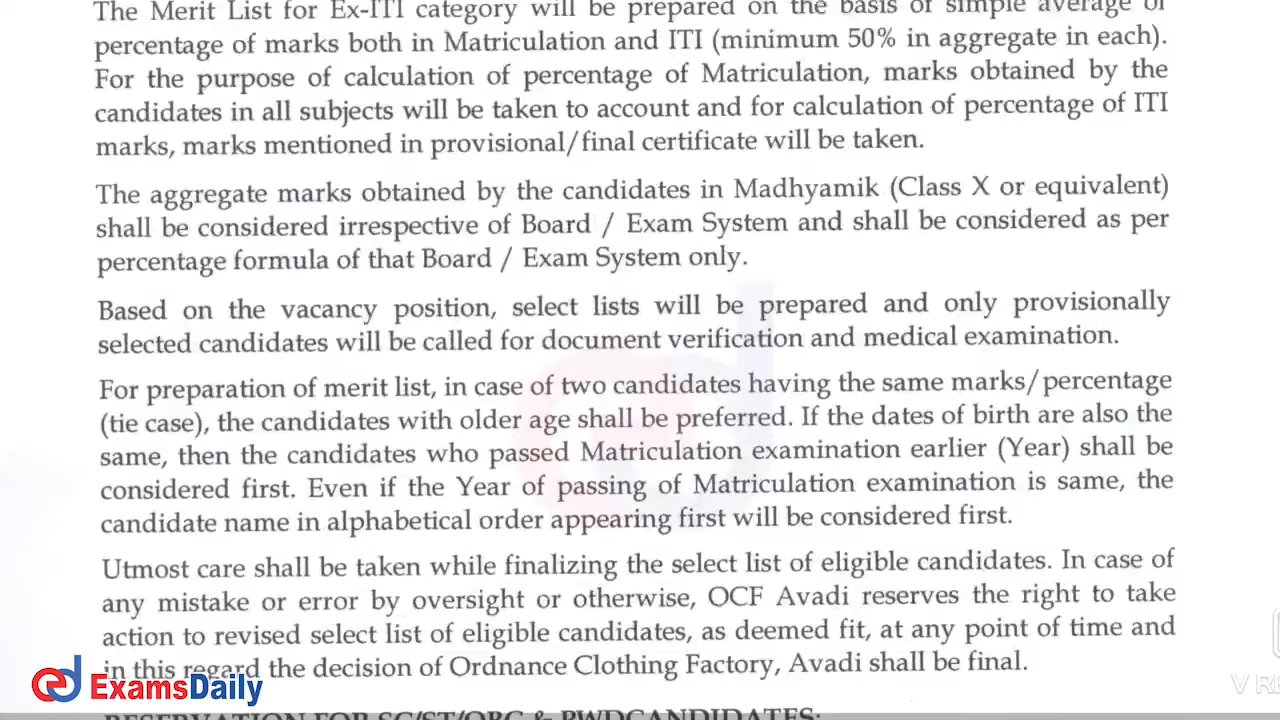 The Merit List for Ex-ITI category will be prepared on the basis of simple average of
percentage of marks both in Matriculation and ITI (minimum 50% in aggregate in each).
For the purpose of calculation of percentage of Matriculation, marks obtained by the
candidates in all subjects will be taken to account and for calculation of percentage of ITI
marks, marks mentioned in provisional/final certificate will be taken.
The aggregate marks obtained by the candidates in Madhyamik (Class X or equivalent)
shall be considered irrespective of Board / Exam System and shall be considered as per
percentage formula of that Board / Exam System only.
Based on the vacancy position, select lists will be prepared and only provisionally
selected candidates will be called for document verification and medical examination.
For preparation of merit list, in case of two candidates having the same marks/percentage
(tie case), the candidates with older age shall be preferred. If the dates of birth are also the
same, then the candidates who passed Matriculation examination earlier (Year) shall be
considered first. Even if the Year of passing of Matriculation examination is same, the
candidate name in alphabetical order appearing first will be considered first.
Utmost care shall be taken while finalizing the select list of eligible candidates. In case of
any mistake or error by oversight or otherwise, OCF Avadi reserves the right to take
action to revised select list of eligible candidates, as deemed fit, at any point of time and
in this regard the decision of Ordnance Clothing Factory, Avadi shall be final.
ExamsDaily
V RE
RESERVATION FOR SC/ST/OBC & PWDCANDIDATES: